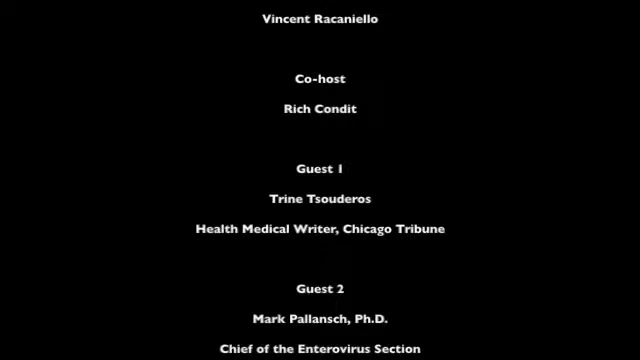 Vincent Racaniello
Co-host
Rich Condit
Guest 1
Trine Tsouderos
Health Medical Writer, Chicago Tribune
Guest 2
Mark Pallansch, Ph.D.
Chief of the Enterovirus Section